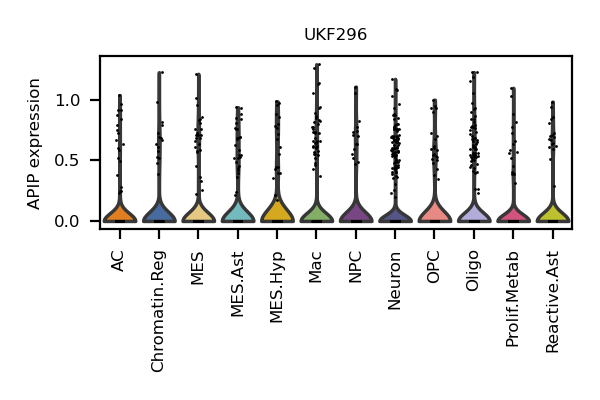 UKF296
APIP expression
1.0
0.5
0.0
AC
Chromatin.Reg
MES
MES.Ast
MES.Hyp
Mac
NPC
Neuron
OPC
Oligo
Prolif.Metab
Reactive.Ast